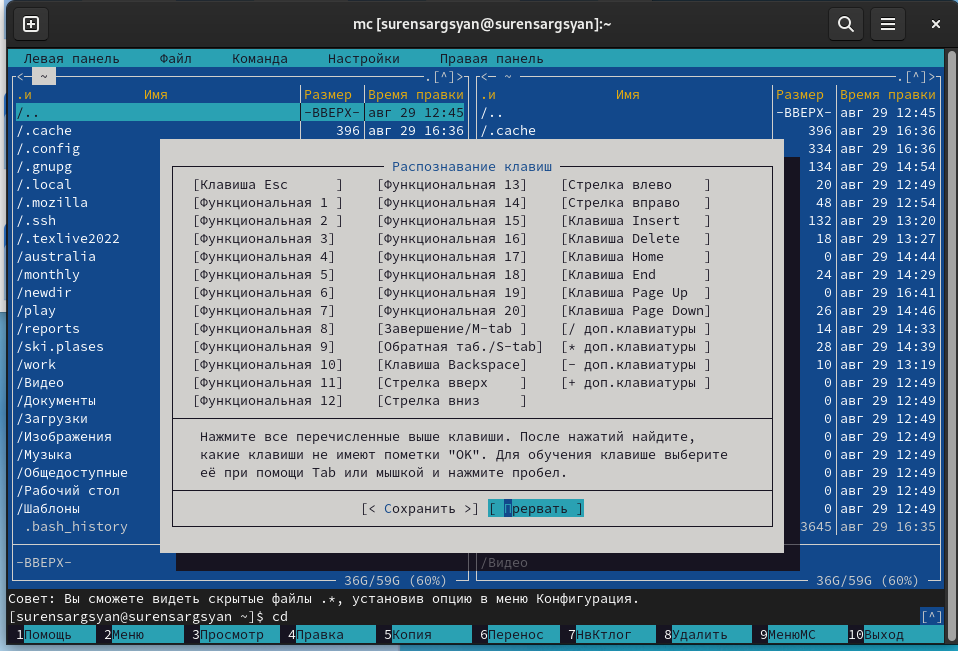 mc [surensargsyan@surensargsyan]:~
Левая панель Файл Команда Настройки Правая панель
<— ~ .[^]> <— ~ .[^]>
.и Имя Размер Время правки .и Имя Размер Время правки
/.. -ВВЕРХ- авг 29 12:45 /.. -ВВЕРХ- авг 29 12:45
/.cache 396 авг 29 16:36 /.cache 396 авг 29 16:36
/.config 334 авг 29 16:36
/.gnupg Распознавание клавиш 134 авг 29 14:54
/.local [Клавиша Esc ] [Функциональная 13] [Стрелка влево ] 20 авг 29 12:49
/.mozilla [Функциональная 1 ] [Функциональная 14] [Стрелка вправо ] 48 авг 29 12:54
/.ssh [Функциональная 2 ] [Функциональная 15] [Клавиша Insert ] 132 авг 29 13:20
/.texlive2022 [Функциональная 3] [Функциональная 16] [Клавиша Delete ] 18 авг 29 13:27
/australia [Функциональная 4] [Функциональная 17] [Клавиша Home ] 0 авг 29 14:44
/monthly [Функциональная 5] [Функциональная 18] [Клавиша End ] 24 авг 29 14:29
/newdir [Функциональная 6] [Функциональная 19] [Клавиша Page Up ] 0 авг 29 16:41
/play [Функциональная 7] [Функциональная 20] [Клавиша Page Down] 26 авг 29 14:46
/reports [Функциональная 8] [Завершение/M-tab ] [/ доп.клавиатуры ] 14 авг 29 14:33
/ski.plases [Функциональная 9] [Обратная таб./S-tab] [* доп.клавиатуры ] 28 авг 29 14:39
/work [Функциональная 10] [Клавиша Backspace] [- доп.клавиатуры ] 10 авг 29 13:19
/Видео [Функциональная 11] [Стрелка вверх ] [+ доп.клавиатуры ] 0 авг 29 12:49
/Документы [Функциональная 12] [Стрелка вниз ] 0 авг 29 12:49
/Загрузки 0 авг 29 12:49
/Изображения Нажмите все перечисленные выше клавиши. После нажатий найдите, 0 авг 29 12:49
/Музыка какие клавиши не имеют пометки "OK". Для обучения клавише выберите 0 авг 29 12:49
/Общедоступные её при помощи Tab или мышкой и нажмите пробел. 0 авг 29 12:49
/Рабочий стол 0 авг 29 12:49
/Шаблоны [< Сохранить >] [ Прервать ] 0 авг 29 12:49
.bash_history 3645 авг 29 16:35
-ВВЕРХ- /Видео
36G/59G (60%) 36G/59G (60%)
Совет: Вы сможете видеть скрытые файлы .*, установив опцию в меню Конфигурация.
[surensargsyan@surensargsyan ~]$ cd [^]
1Помощь 2Меню 3Просмотр 4Правка 5Копия 6Перенос 7НвКтлог 8Удалить 9МенюMC 10Выход